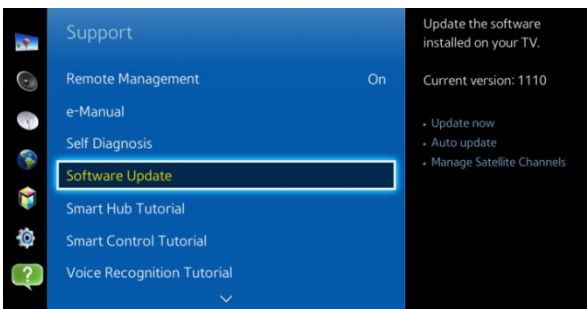 Support
Remote Management On
e-Manual
Self Diagnosis
Software Update
Smart Hub Tutorial
Smart Control Tutorial
Voice Recognition Tutorial
Update the software
installed on your TV.
Current version: 1110
• Update now
• Auto update
• Manage Satellite Channels
?